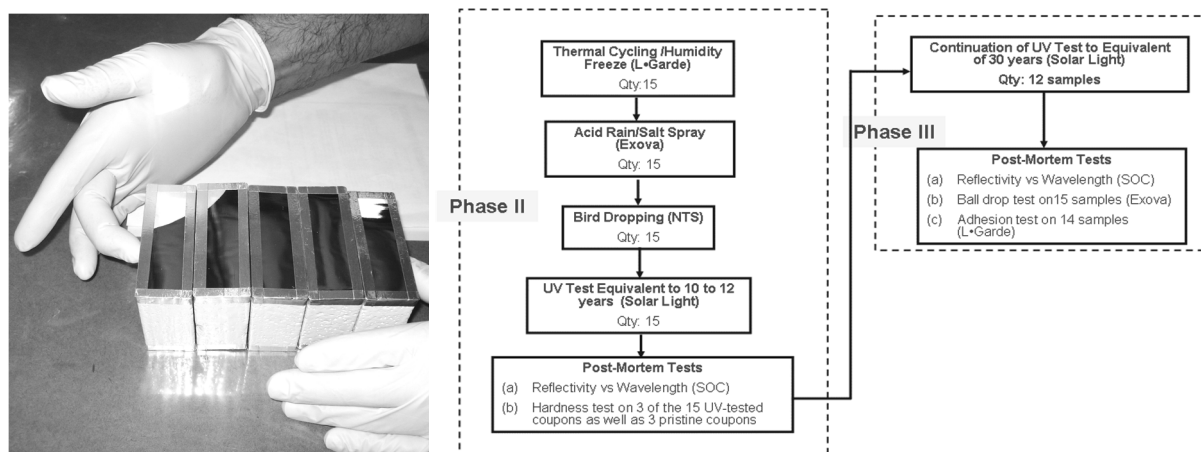 Phase II
Thermal Cycling /Humidity
Freeze (L•Garde)
Qty:15
Acid Rain/Salt Spray
(Exova)
Qty: 15
Bird Dropping (NTS)
Qty: 15
UV Test Equivalent to 10 to 12
years (Solar Light)
Qty: 15
Post-Mortem Tests
(a) Reflectivity vs Wavelength (SOC)
(b) Hardness test on 3 of the 15 UV-tested
coupons as well as 3 pristine coupons
Phase III
Continuation of UV Test to Equivalent
of 30 years (Solar Light)
Qty: 12 samples
Post-Mortem Tests
(a) Reflectivity vs Wavelength (SOC)
(b) Ball drop test on15 samples (Exova)
(c) Adhesion test on 14 samples
(L•Garde)